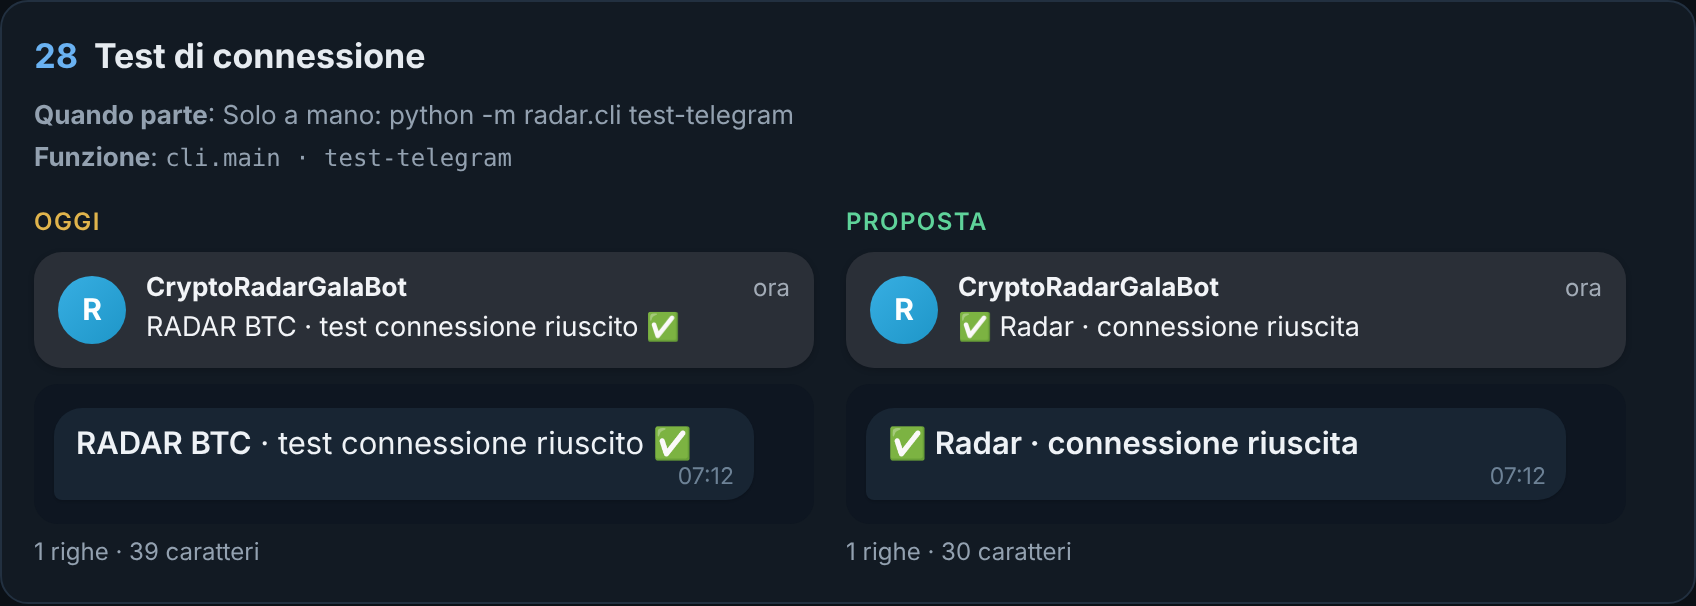 28 Test di connessione
Quando parte: Solo a mano: python -m radar.cli test-telegram
Funzione: cli.main · test-telegram
OGGI
R
CryptoRadarGalaBot
ora
RADAR BTC · test connessione riuscito ✅
RADAR BTC · test connessione riuscito ✅
07:12
1 righe · 39 caratteri
PROPOSTA
R
CryptoRadarGalaBot
ora
✅ Radar · connessione riuscita
✅ Radar · connessione riuscita
07:12
1 righe · 30 caratteri